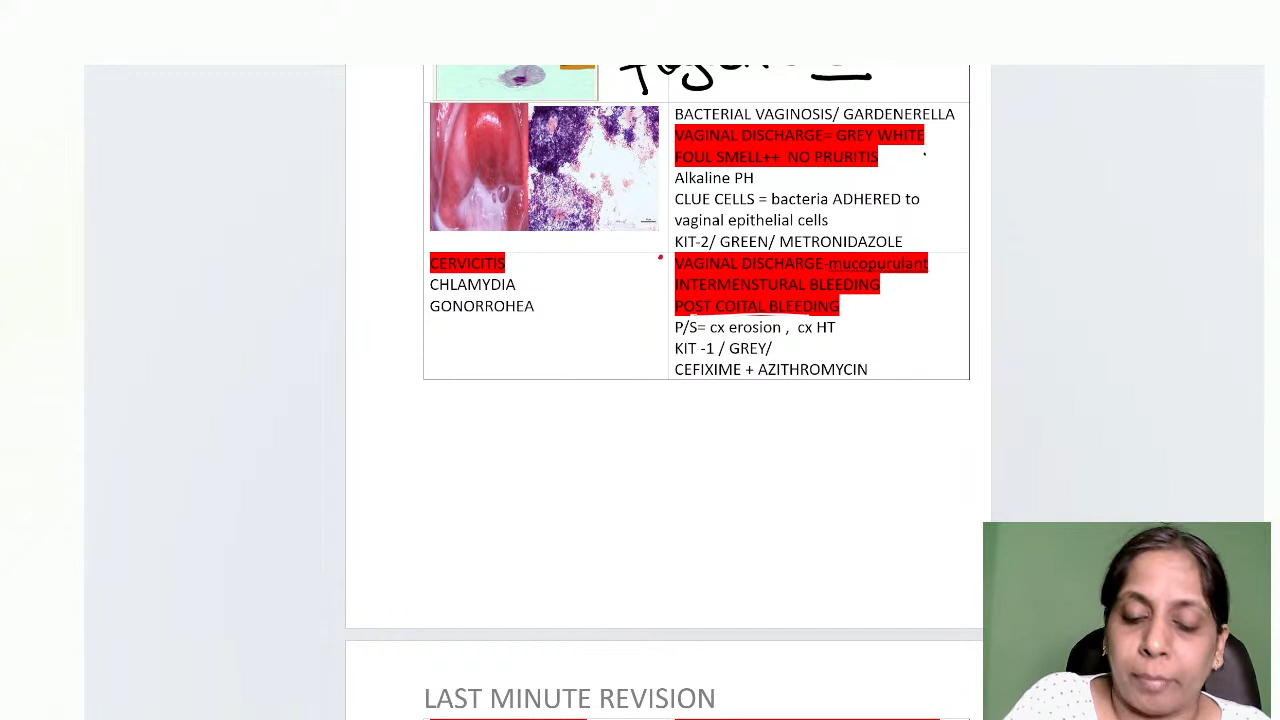 BACTERIAL VAGINOSIS/ GARDENERELLA
VAGINAL DISCHARGE= GREY WHITE
FOUL SMELL++ NO PRURITIS
Alkaline PH
CLUE CELLS = bacteria ADHERED to
vaginal epithelial cells
KIT-2/ GREEN/ METRONIDAZOLE
CERVICITIS
CHLAMYDIA
GONORROHEA
VAGINAL DISCHARGE-mucopurulant
INTERMENSTURAL BLEEDING
POST COITAL BLEEDING
P/S= cx erosion , cx HT
KIT -1 / GREY/
CEFIXIME + AZITHROMYCIN
LAST MINUTE REVISION